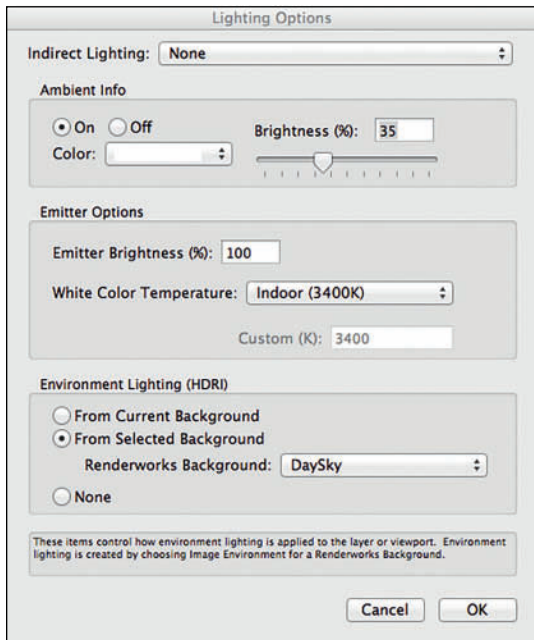 Lighting Options
Indirect Lighting: None
Ambient Info
On Off
Brightness (%): 35
Color:
Emitter Options
Emitter Brightness (%): 100
White Color Temperature: Indoor (3400K)
Custom (K): 3400
Environment Lighting (HDRI)
From Current Background
From Selected Background
Renderworks Background: DaySky
None
These items control how environment lighting is applied to the layer or viewport. Environment
lighting is created by choosing Image Environment for a Renderworks Background.
Cancel OK